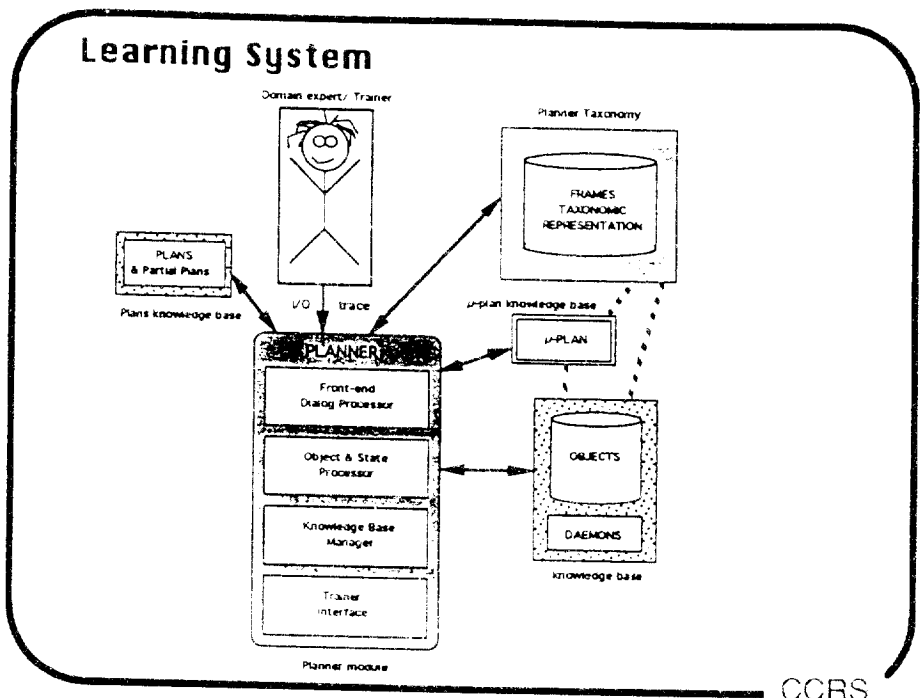 Learning System
Domain expert/ Trainer
Planner Taxonomy
FRAMES
TAXONOMIC
REPRESENTATION
PLANS
& Partial Plans
Plans knowledge base
I/O trace
μ-plan knowledge base
μ-PLAN
PLANNER
Front-end
Dialog Processor
Object & State
Processor
OBJECTS
Knowledge Base
Manager
DAEMONS
knowledge base
Trainer
Interface
Planner module
CCRS